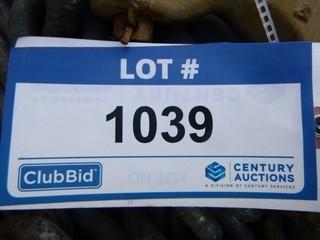 LOT #
1039
ClubBid
CENTURY
AUCTIONS
A DIVISION OF CENTURY SERVICES